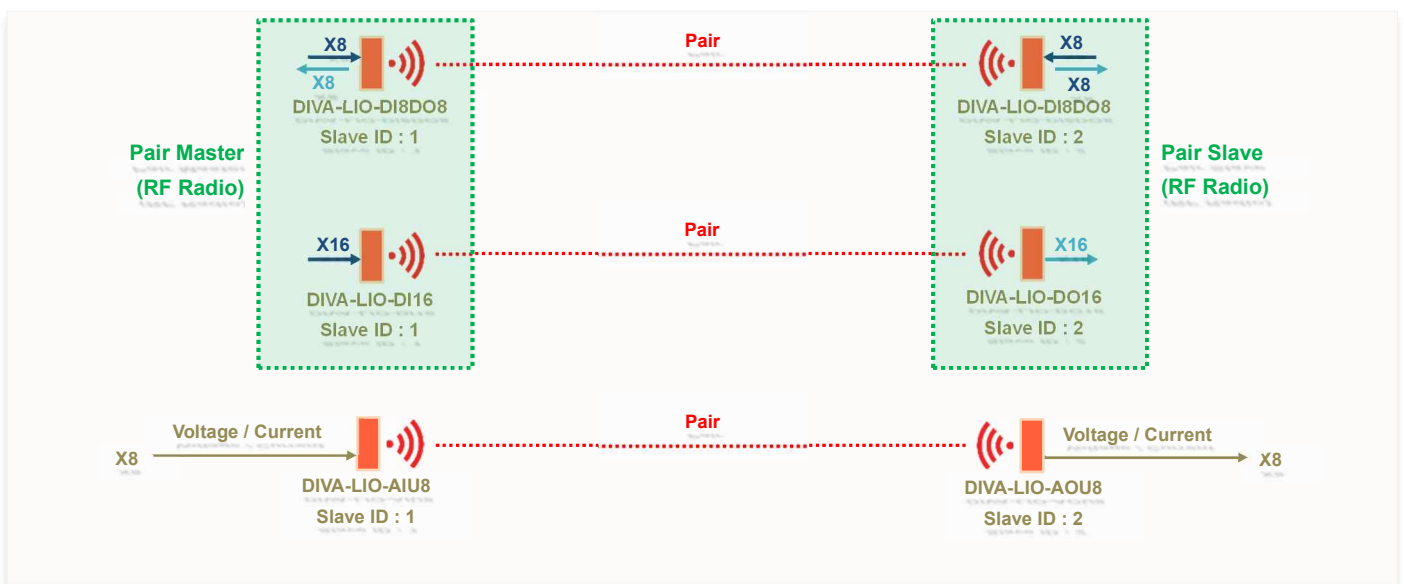 Pair
X8
X8
DIVA-LIO-DI8DO8
Slave ID : 1
X8
X8
DIVA-LIO-DI8DO8
Slave ID : 2
Pair Master
(RF Radio)
Pair Slave
(RF Radio)
Pair
X16
DIVA-LIO-DI16
Slave ID : 1
X16
DIVA-LIO-DO16
Slave ID : 2
Pair
Voltage / Current
X8
DIVA-LIO-AIU8
Slave ID : 1
Voltage / Current
X8
DIVA-LIO-AOU8
Slave ID : 2